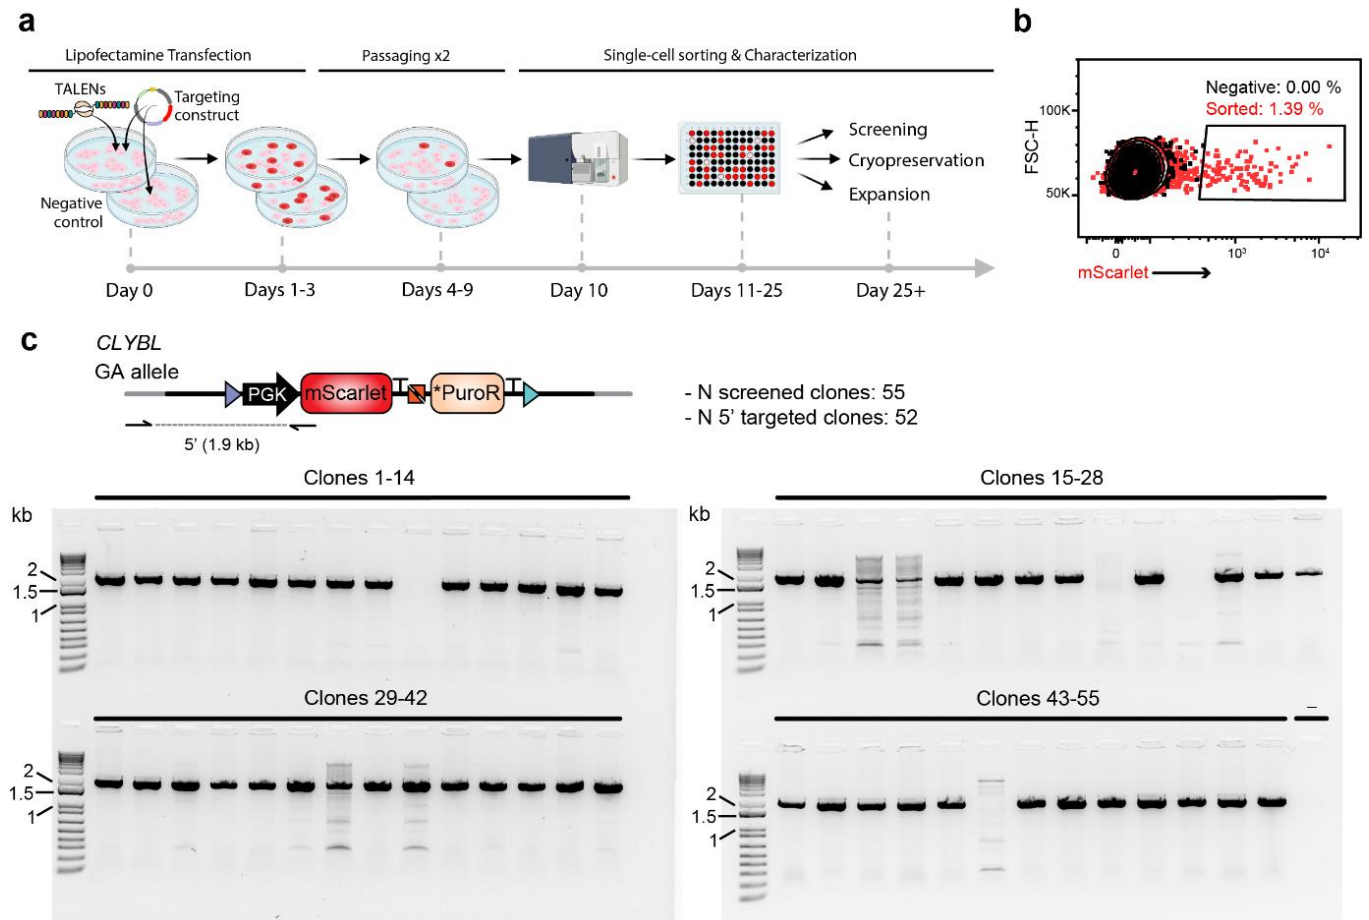 a
Lipofectamine Transfection
Passaging x2
Single-cell sorting & Characterization
TALENs
Targeting
construct
Negative
control
Screening
Cryopreservation
Expansion
Day 0
Days 1-3
Days 4-9
Day 10
Days 11-25
Day 25+
b
Negative: 0.00 %
Sorted: 1.39 %
FSC-H
100K
50K
0
10³
10⁴
mScarlet
c
CLYBL
GA allele
PGK
mScarlet
*PuroR
5' (1.9 kb)
- N screened clones: 55
- N 5' targeted clones: 52
Clones 1-14
kb
2
1.5
1
Clones 15-28
kb
2
1.5
1
Clones 29-42
2
1.5
1
Clones 43-55
–
2
1.5
1